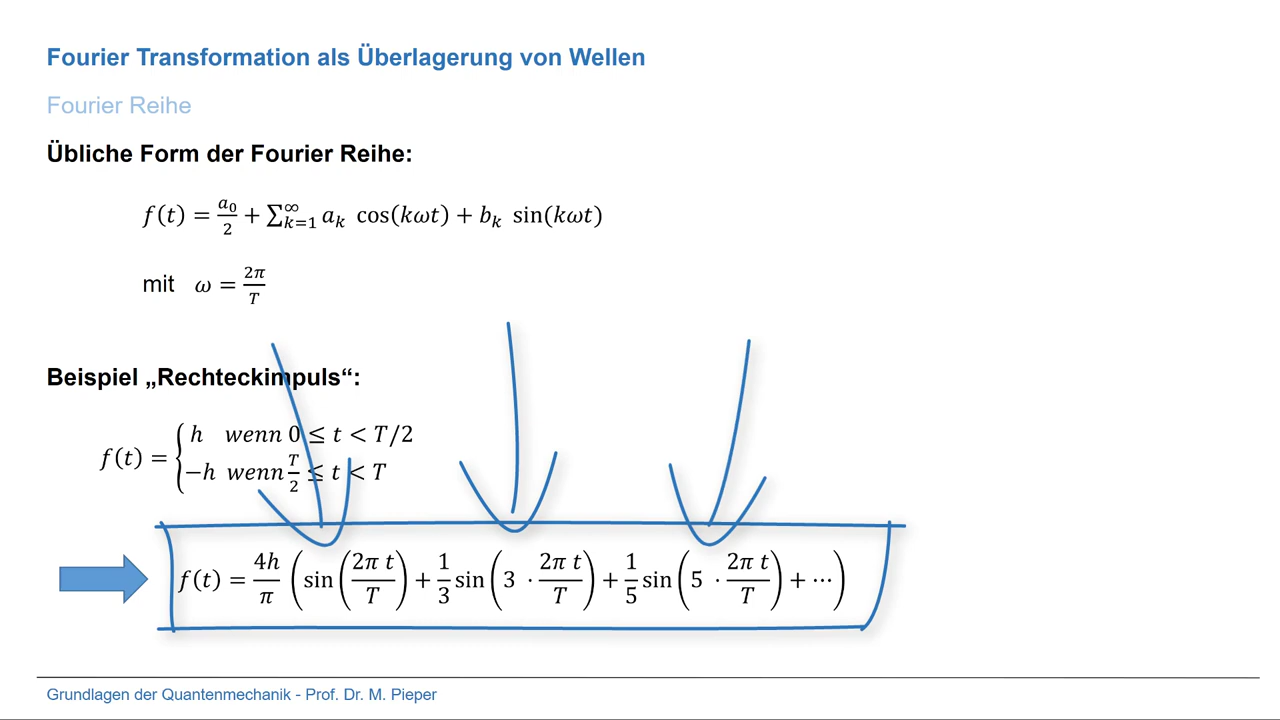 Fourier Transformation als Überlagerung von Wellen
Fourier Reihe
Übliche Form der Fourier Reihe:
f(t) = a₀/2 + ∑_{k=1}^{∞} aₖ cos(kωt) + bₖ sin(kωt)
mit ω = 2π/T
Beispiel „Rechteckimpuls“:
f(t) = { h wenn 0 ≤ t < T/2
−h wenn T/2 ≤ t < T
f(t) = 4h/π (sin(2π t/T) + 1/3 sin(3 · 2π t/T) + 1/5 sin(5 · 2π t/T) + ⋯)
Grundlagen der Quantenmechanik - Prof. Dr. M. Pieper